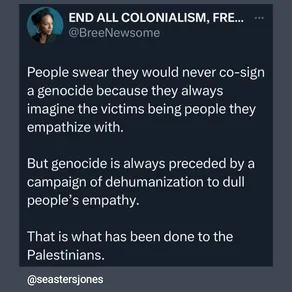 END ALL COLONIALISM, FRE... ...
@BreeNewsome
People swear they would never co-sign
a genocide because they always
imagine the victims being people they
empathize with.
But genocide is always preceded by a
campaign of dehumanization to dull
people's empathy.
That is what has been done to the
Palestinians.
@seastersjones